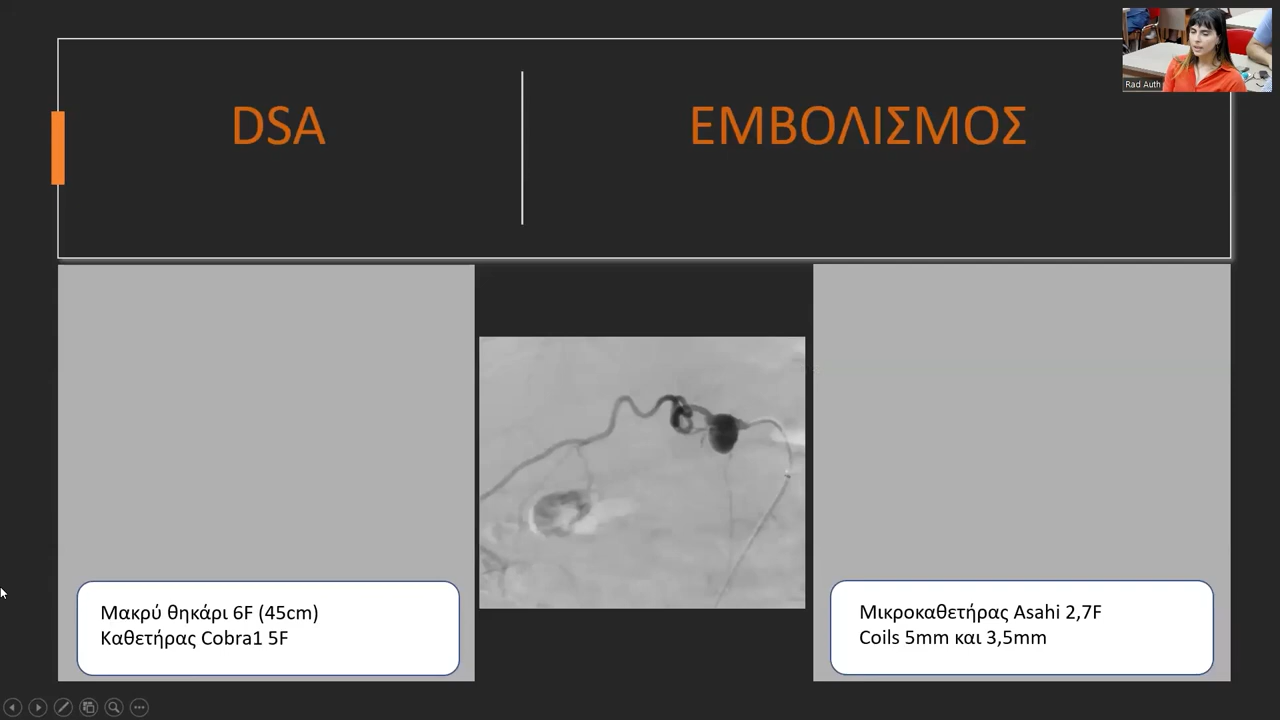 DSA
ΕΜΒΟΛΙΣΜΟΣ
Rad Auth
Μακρύ θηκάρι 6F (45cm)
Καθετήρας Cobra1 5F
Μικροκαθετήρας Asahi 2,7F
Coils 5mm και 3,5mm